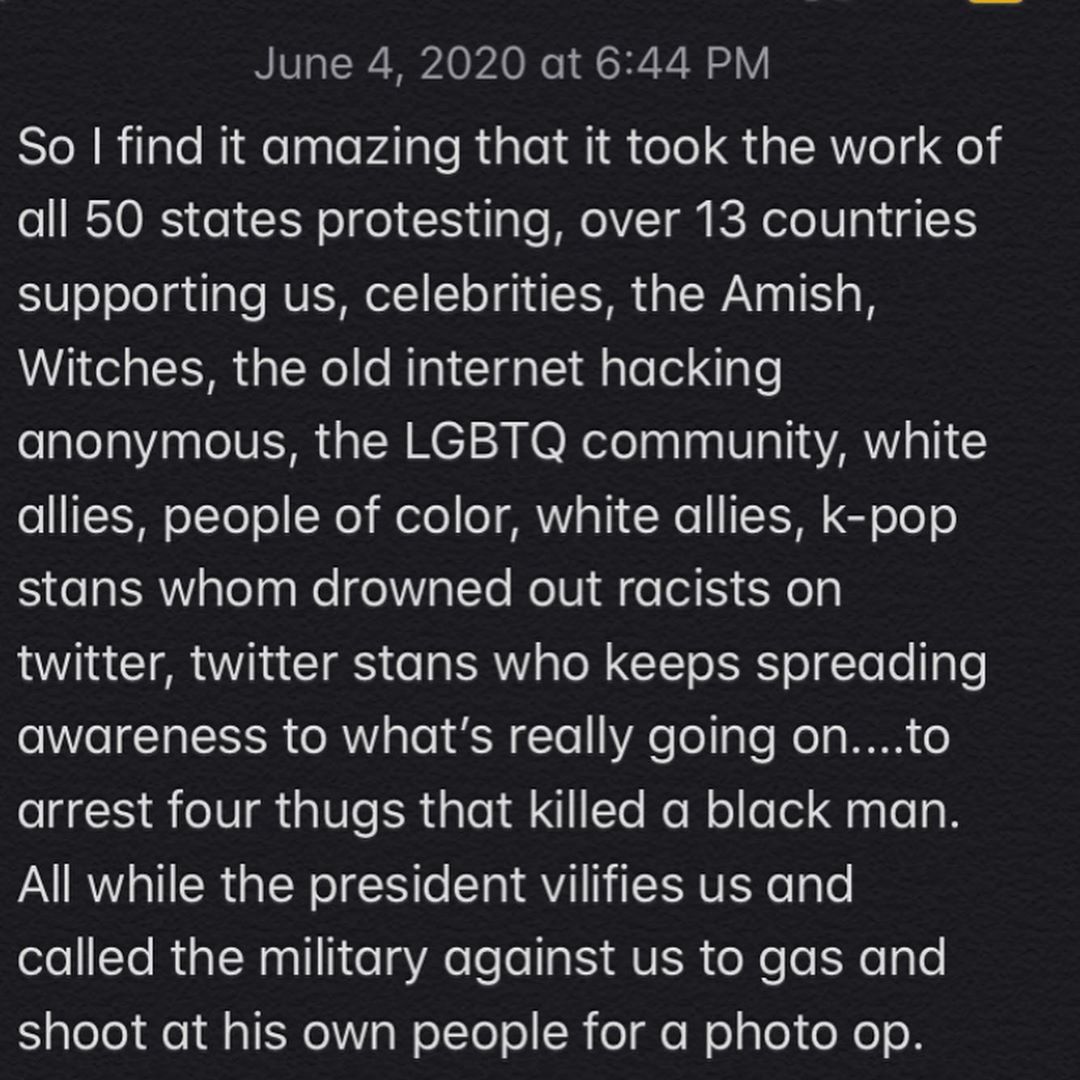 June 4, 2020 at 6:44 PM
So I find it amazing that it took the work of
all 50 states protesting, over 13 countries
supporting us, celebrities, the Amish,
Witches, the old internet hacking
anonymous, the LGBTQ community, white
allies, people of color, white allies, k-pop
stans whom drowned out racists on
twitter, twitter stans who keeps spreading
awareness to what’s really going on....to
arrest four thugs that killed a black man.
All while the president vilifies us and
called the military against us to gas and
shoot at his own people for a photo op.